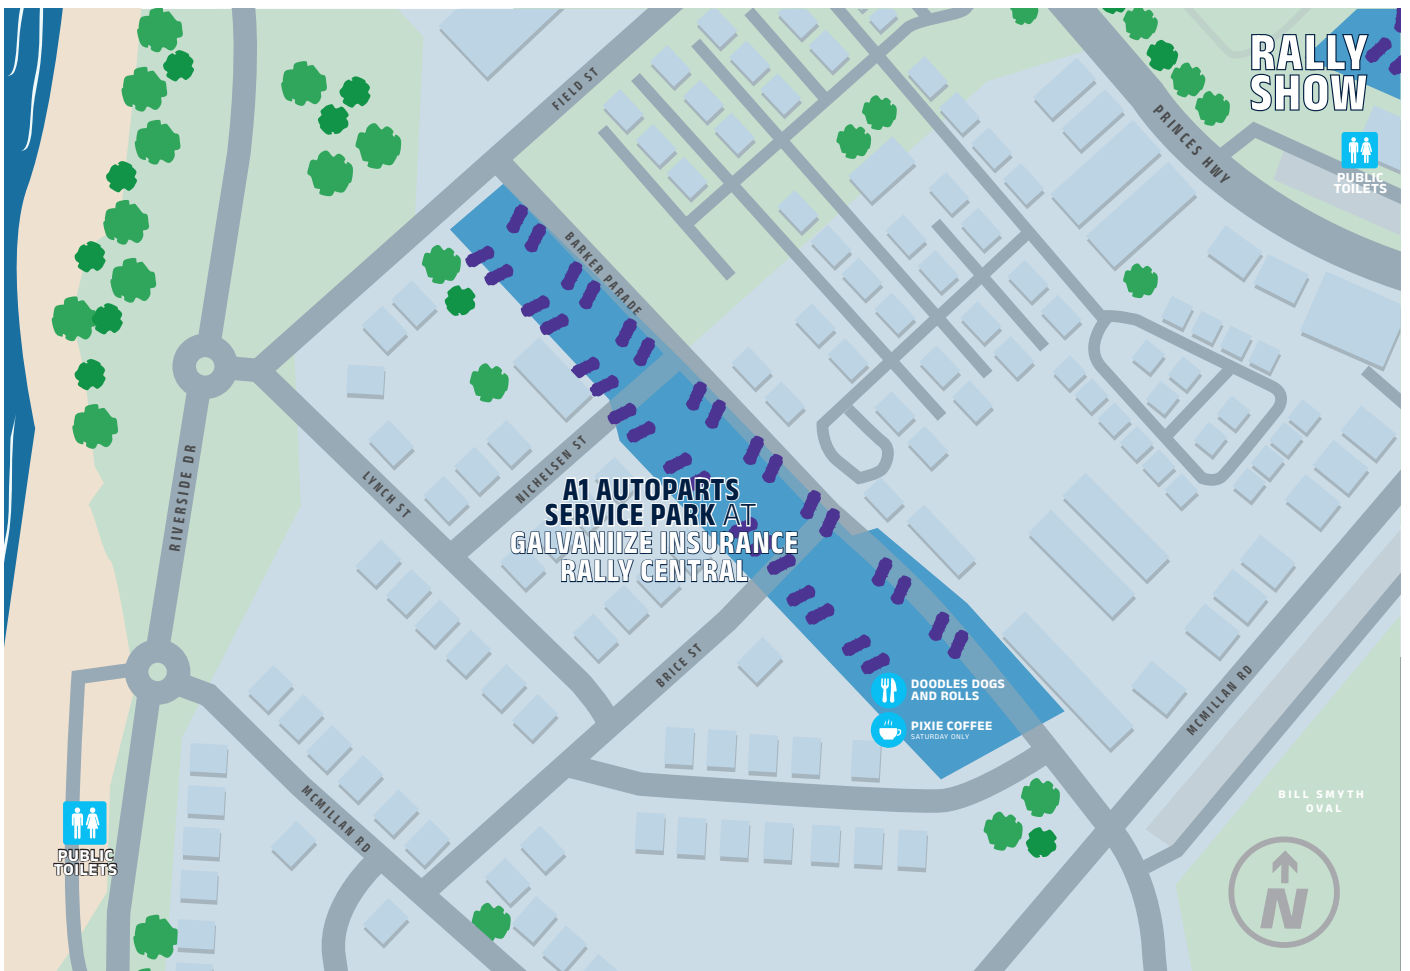 RALLY
SHOW
FIELD ST
PRINCES HWY
PUBLIC
TOILETS
BARKER PARADE
RIVERSIDE DR
LYNCH ST
NICHELSEN ST
A1 AUTOPARTS
SERVICE PARK AT
GALVANIIZE INSURANCE
RALLY CENTRAL
BRICE ST
DOODLES DOGS
AND ROLLS
PIXIE COFFEE
SATURDAY ONLY
MCMILLAN RD
BILL SMYTH
OVAL
MCMILLAN RD
PUBLIC
TOILETS
N